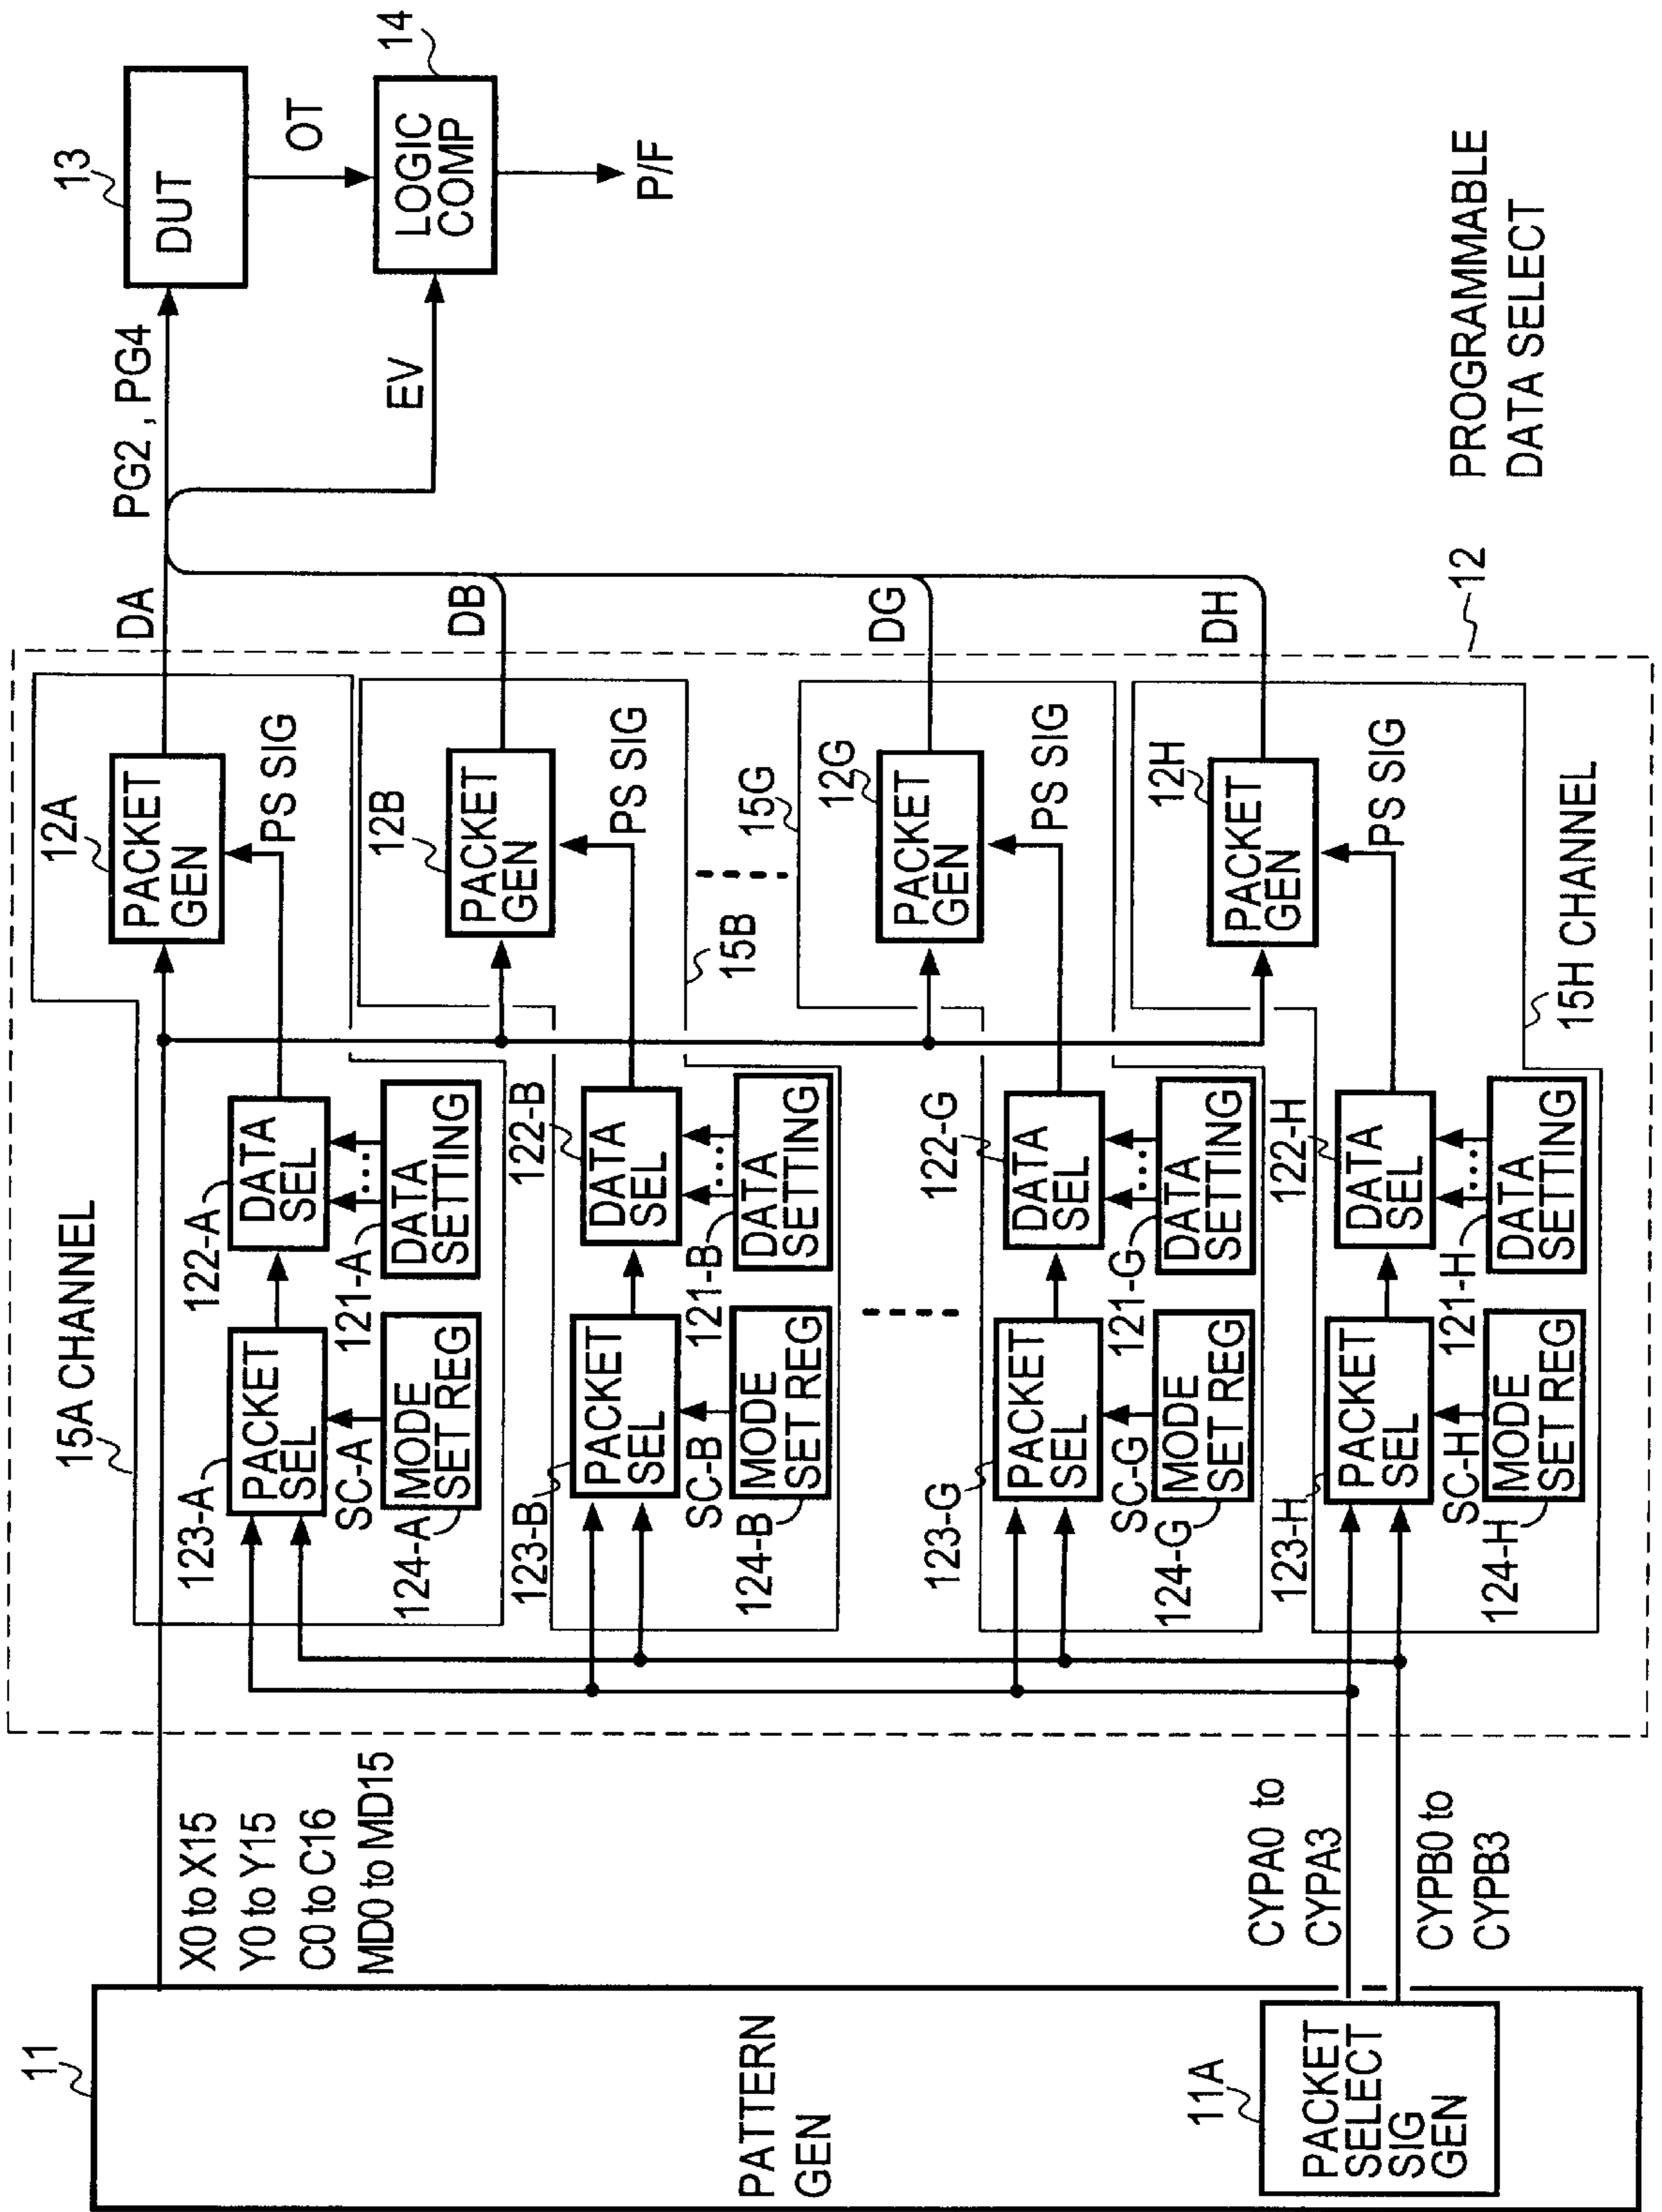 11
PATTERN
GEN
11A
PACKET
SELECT
SIG
GEN
X0 to X15
Y0 to Y15
C0 to C16
MD0 to MD15
CYPA0 to
CYPA3
CYPB0 to
CYPB3
15A CHANNEL
123-A
PACKET
SEL
SC-A
124-A
MODE
SET REG
122-A
DATA
SEL
121-A
DATA
SETTING
12A
PACKET
GEN
PS SIG
DA
123-B
PACKET
SEL
SC-B
124-B
MODE
SET REG
122-B
DATA
SEL
121-B
DATA
SETTING
12B
PACKET
GEN
PS SIG
15B
DB
123-G
PACKET
SEL
SC-G
124-G
MODE
SET REG
122-G
DATA
SEL
121-G
DATA
SETTING
15G
12G
PACKET
GEN
PS SIG
DG
123-H
PACKET
SEL
SC-H
124-H
MODE
SET REG
122-H
DATA
SEL
121-H
DATA
SETTING
12H
PACKET
GEN
PS SIG
15H CHANNEL
DH
PG2 , PG4
EV
13
DUT
OT
14
LOGIC
COMP
P/F
12
PROGRAMMABLE
DATA SELECT